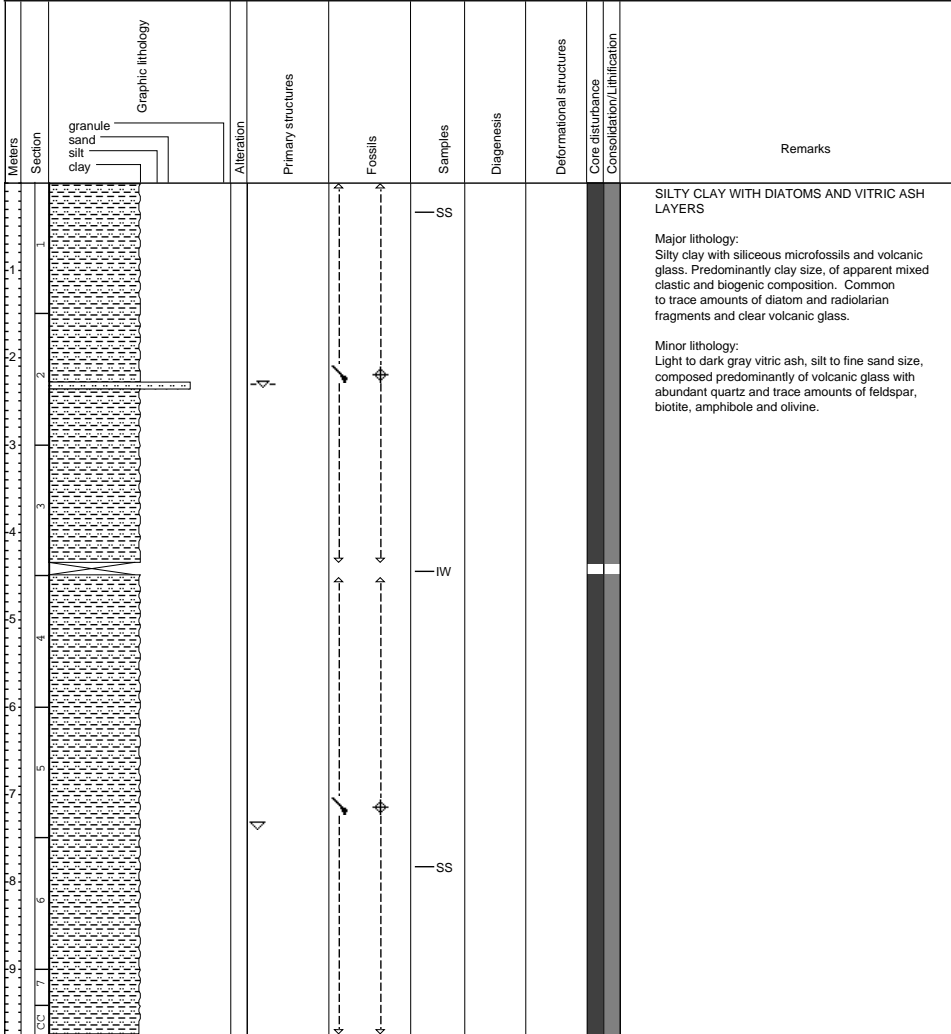 Meters
Section
Graphic lithology
granule
sand
silt
clay
Alteration
Primary structures
Fossils
Samples
Diagenesis
Deformational structures
Core disturbance
Consolidation/Lithification
Remarks
1
2
3
4
5
6
7
8
9
1
2
3
4
5
6
7
CC
SS
IW
SS
SILTY CLAY WITH DIATOMS AND VITRIC ASH
LAYERS
Major lithology:
Silty clay with siliceous microfossils and volcanic
glass. Predominantly clay size, of apparent mixed
clastic and biogenic composition. Common
to trace amounts of diatom and radiolarian
fragments and clear volcanic glass.
Minor lithology:
Light to dark gray vitric ash, silt to fine sand size,
composed predominantly of volcanic glass with
abundant quartz and trace amounts of feldspar,
biotite, amphibole and olivine.